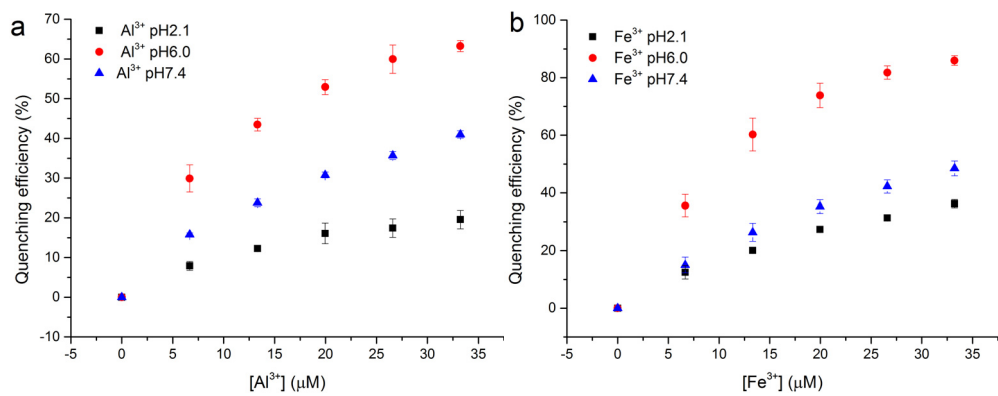 a
Al³⁺ pH2.1
Al³⁺ pH6.0
Al³⁺ pH7.4
Quenching efficiency (%)
70
60
50
40
30
20
10
0
-10
-5
0
5
10
15
20
25
30
35
[Al³⁺] (μM)
b
Fe³⁺ pH2.1
Fe³⁺ pH6.0
Fe³⁺ pH7.4
Quenching efficiency (%)
100
80
60
40
20
0
-5
0
5
10
15
20
25
30
35
[Fe³⁺] (μM)